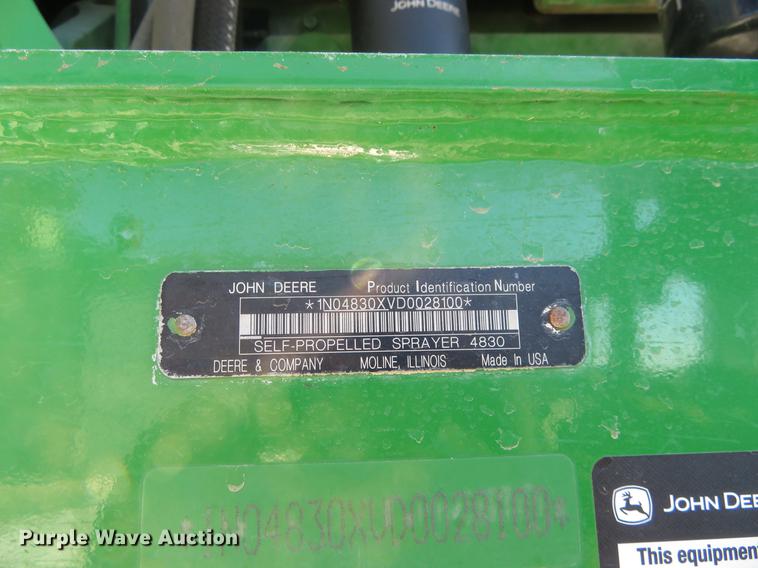 JOHN DEERE
JOHN DEERE Product Identification Number
*1N04830XVD0028100*
SELF-PROPELLED SPRAYER 4830
DEERE & COMPANY MOLINE, ILLINOIS Made In USA
*1N04830XVD0028100*
JOHN DEE
This equipment
Purple Wave Auction®